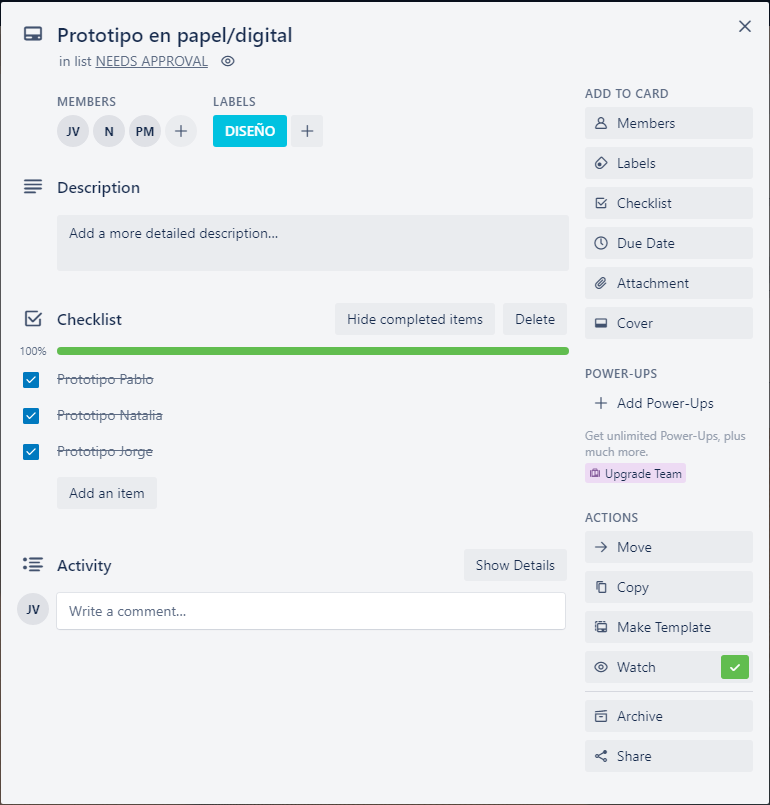 Prototipo en papel/digital
in list NEEDS APPROVAL
MEMBERS
JV N PM +
LABELS
DISEÑO +
Description
Add a more detailed description...
Checklist
Hide completed items
Delete
100%
Prototipo Pablo
Prototipo Natalia
Prototipo Jorge
Add an item
Activity
Show Details
JV
Write a comment...
ADD TO CARD
Members
Labels
Checklist
Due Date
Attachment
Cover
POWER-UPS
+ Add Power-Ups
Get unlimited Power-Ups, plus
much more.
Upgrade Team
ACTIONS
Move
Copy
Make Template
Watch
Archive
Share